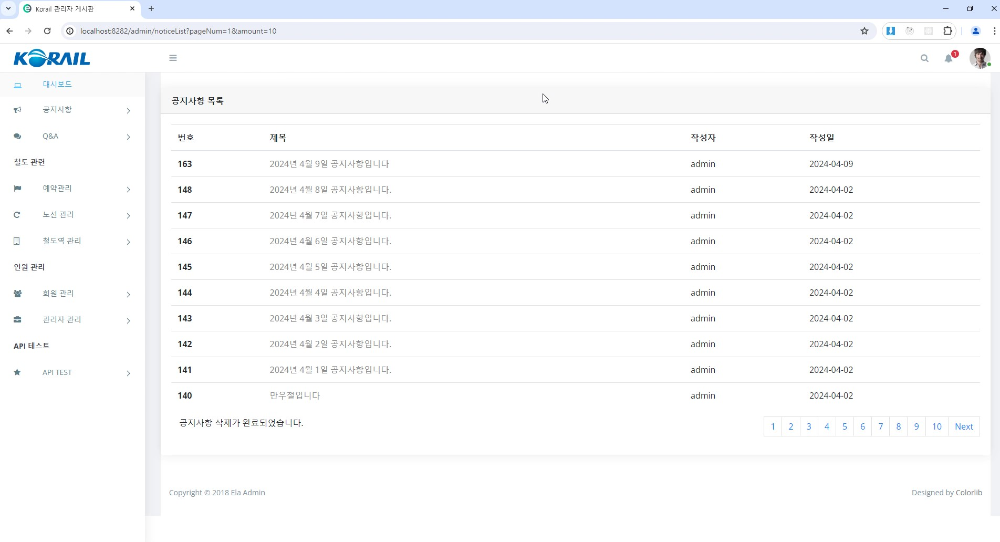 Korail 관리자 게시판
localhost:8282/admin/noticeList?pageNum=1&amount=10
KORAIL
1
대시보드
공지사항
Q&A
철도 관련
예약관리
노선 관리
철도역 관리
인원 관리
회원 관리
관리자 관리
API 테스트
API TEST
공지사항 목록
번호 제목 작성자 작성일
163 2024년 4월 9일 공지사항입니다 admin 2024-04-09
148 2024년 4월 8일 공지사항입니다. admin 2024-04-02
147 2024년 4월 7일 공지사항입니다. admin 2024-04-02
146 2024년 4월 6일 공지사항입니다. admin 2024-04-02
145 2024년 4월 5일 공지사항입니다. admin 2024-04-02
144 2024년 4월 4일 공지사항입니다. admin 2024-04-02
143 2024년 4월 3일 공지사항입니다. admin 2024-04-02
142 2024년 4월 2일 공지사항입니다. admin 2024-04-02
141 2024년 4월 1일 공지사항입니다. admin 2024-04-02
140 만우절입니다 admin 2024-04-02
공지사항 삭제가 완료되었습니다.
1 2 3 4 5 6 7 8 9 10 Next
Copyright © 2018 Ela Admin
Designed by Colorlib